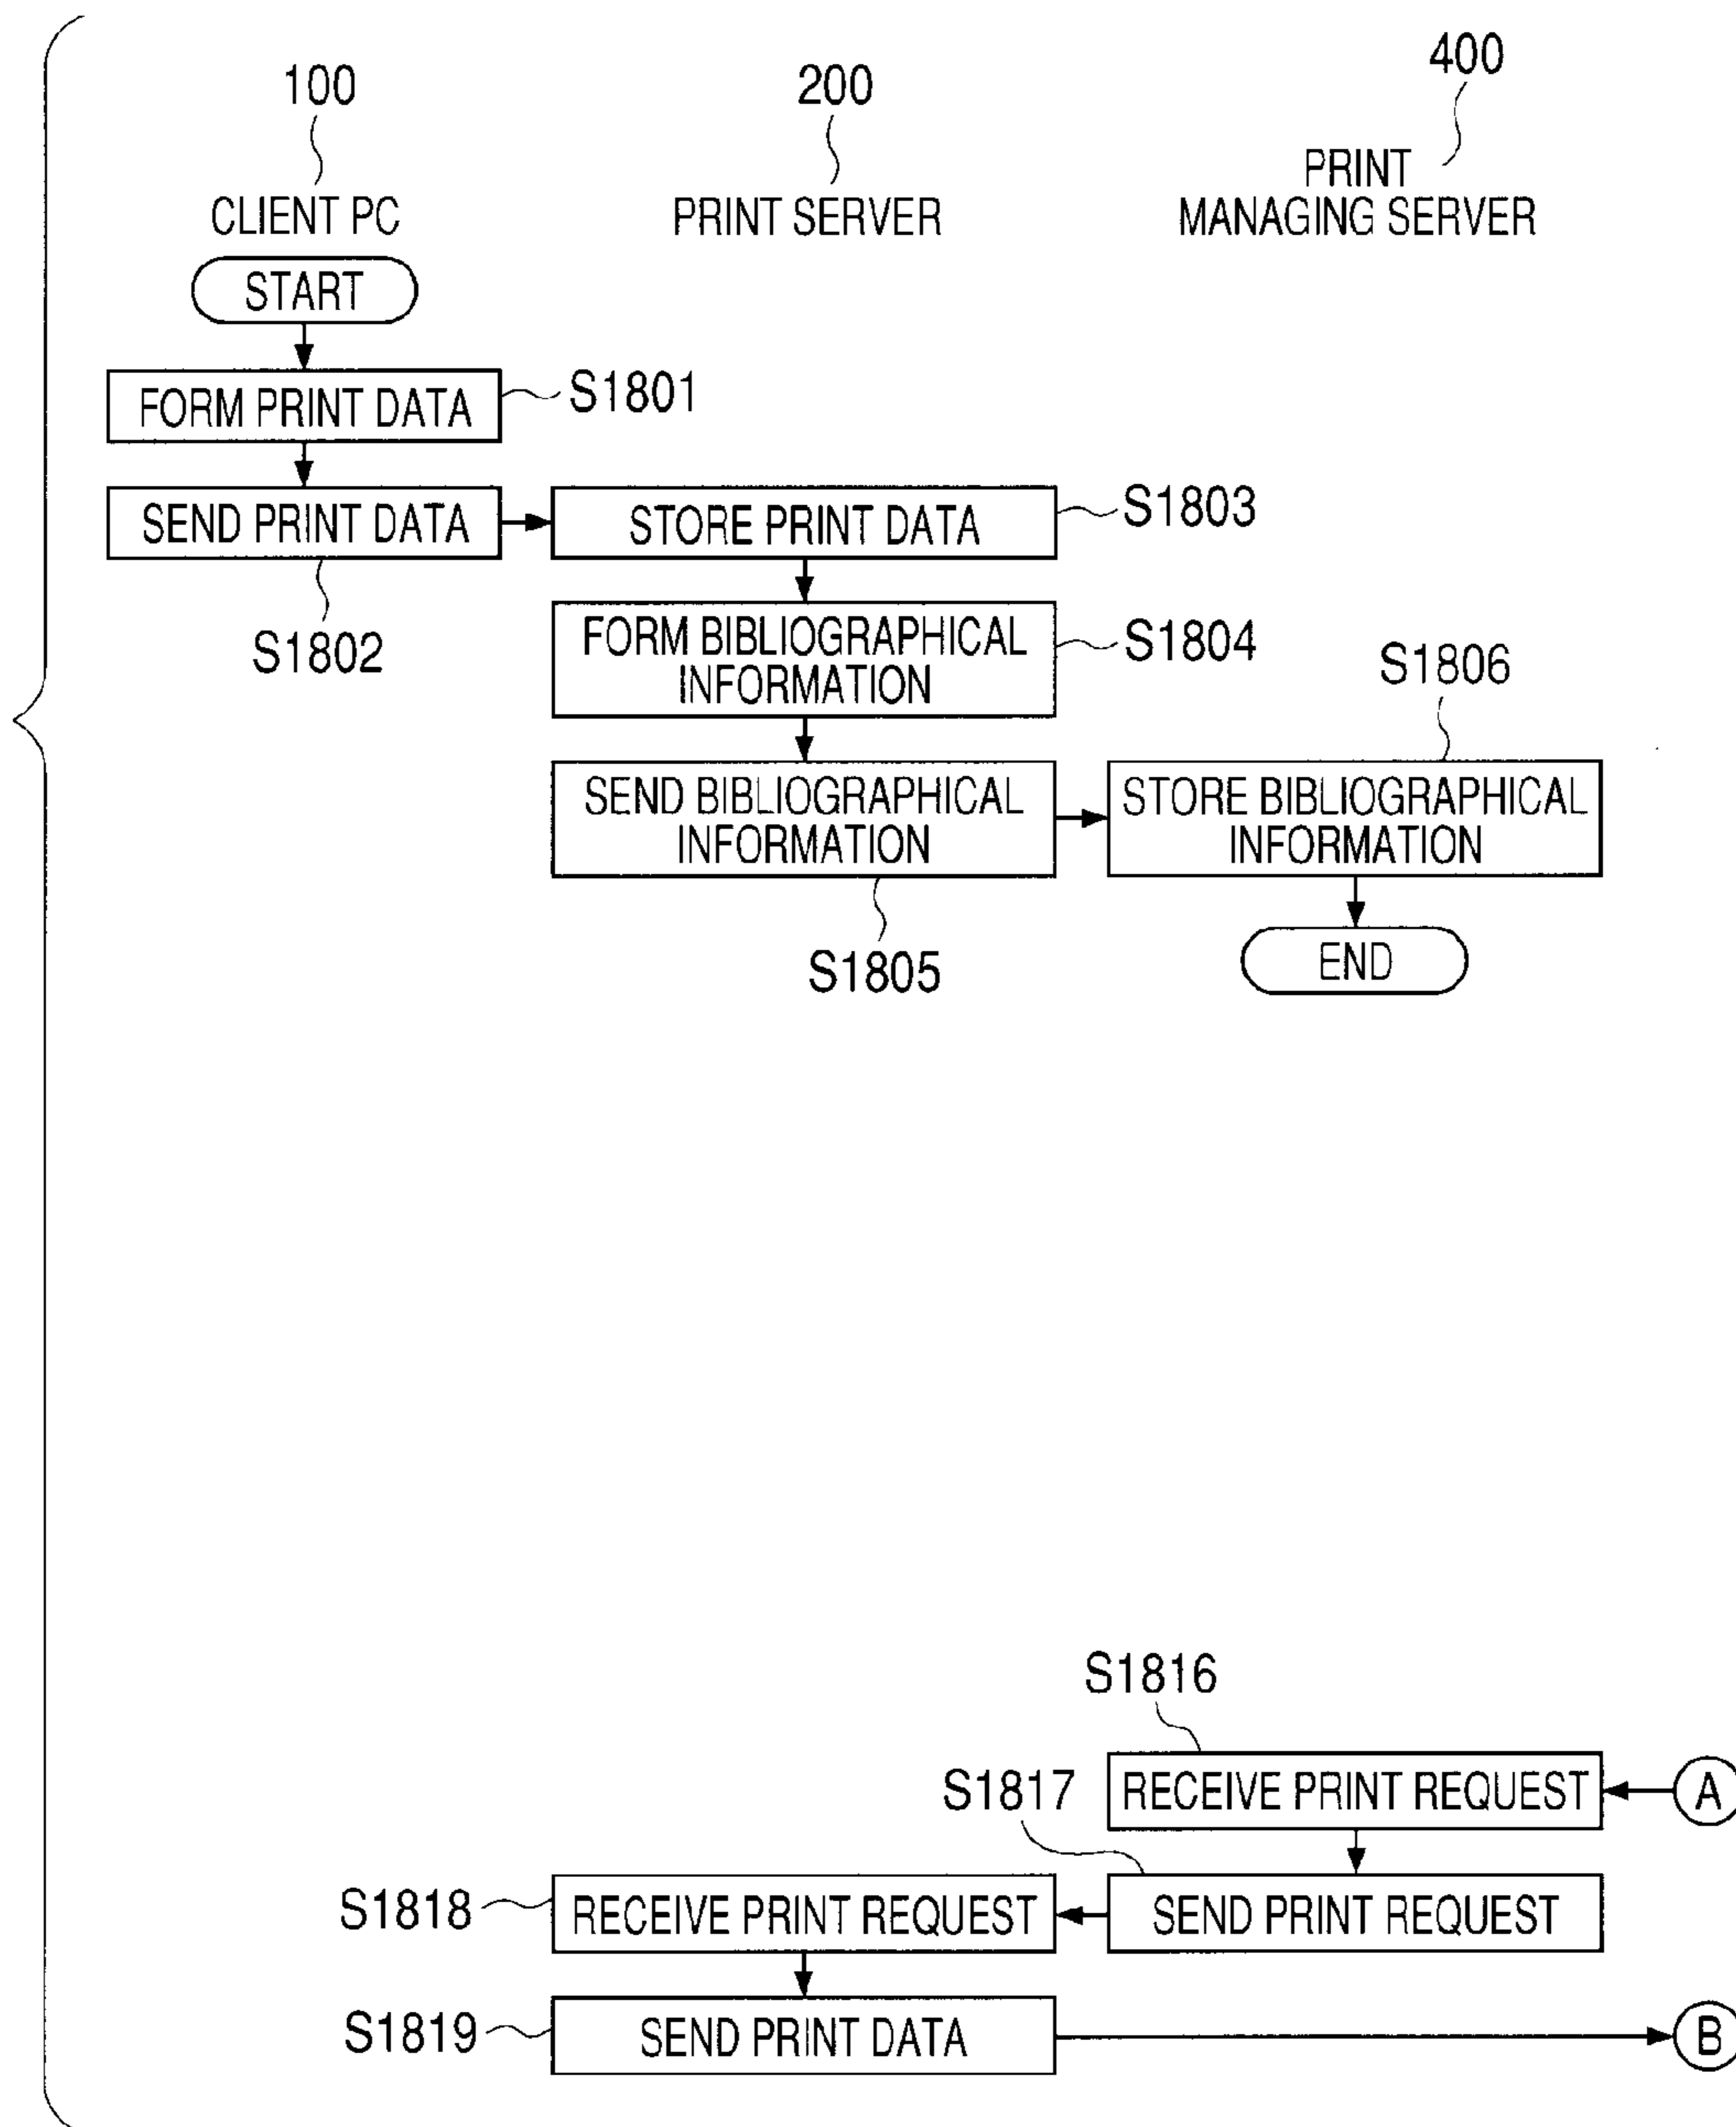 100
200
400
CLIENT PC
PRINT SERVER
PRINT
MANAGING SERVER
START
FORM PRINT DATA
S1801
SEND PRINT DATA
S1802
STORE PRINT DATA
S1803
FORM BIBLIOGRAPHICAL
INFORMATION
S1804
S1806
SEND BIBLIOGRAPHICAL
INFORMATION
S1805
STORE BIBLIOGRAPHICAL
INFORMATION
END
S1816
S1817
RECEIVE PRINT REQUEST
A
S1818
RECEIVE PRINT REQUEST
SEND PRINT REQUEST
S1819
SEND PRINT DATA
B